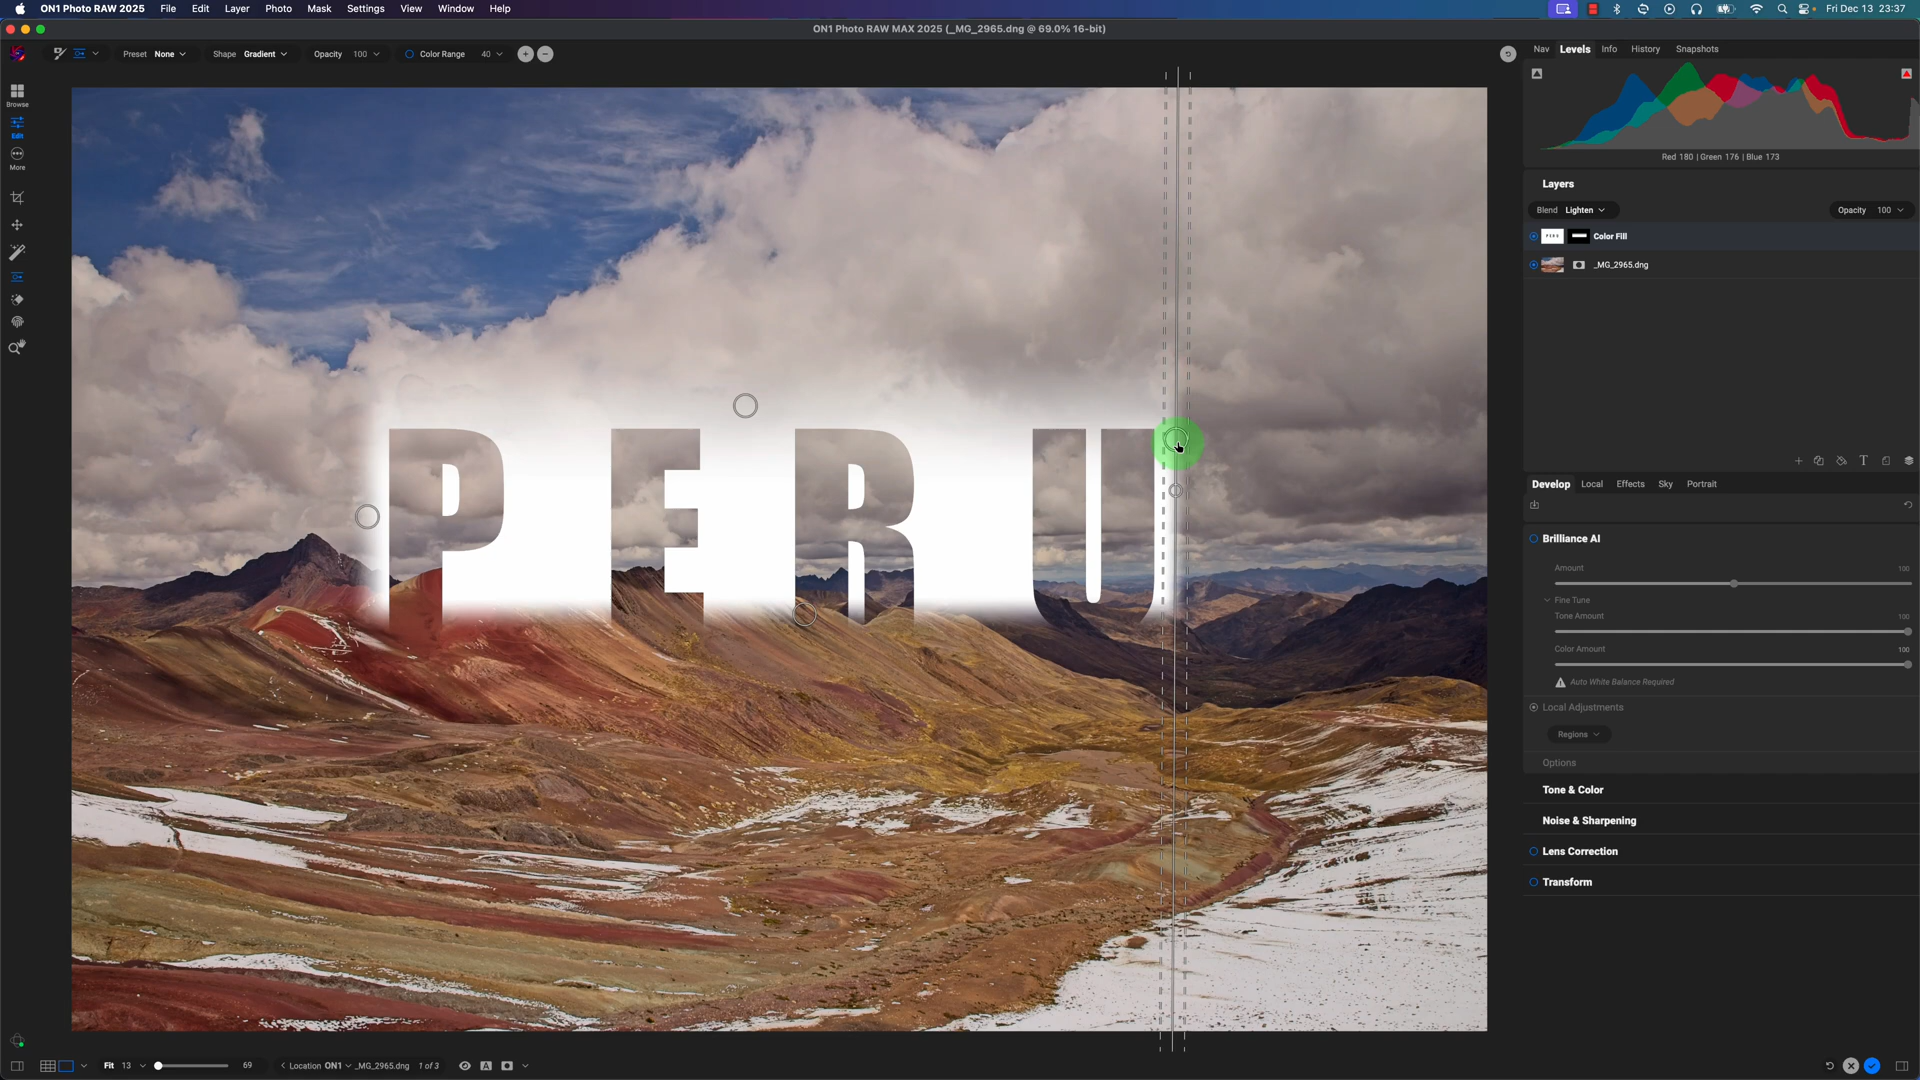 ON1 Photo RAW 2025 File Edit Layer Photo Mask Settings View Window Help Fri Dec 13 23:37
ON1 Photo RAW MAX 2025 (_MG_2965.dng @ 69.0% 16-bit)
Preset None Shape Gradient Opacity 100 Color Range 40
Nav Levels Info History Snapshots
Browse
Edit
More
Red 180 | Green 176 | Blue 173
Layers
Blend Lighten Opacity 100
PERU Color Fill
_MG_2965.dng
PERU
T
Develop Local Effects Sky Portrait
Brilliance AI
Amount 100
Fine Tune
Tone Amount 100
Color Amount 100
Auto White Balance Required
Local Adjustments
Regions
Options
Tone & Color
Noise & Sharpening
Lens Correction
Transform
Fit 13 69 Location ON1 _MG_2965.dng 1 of 3 A